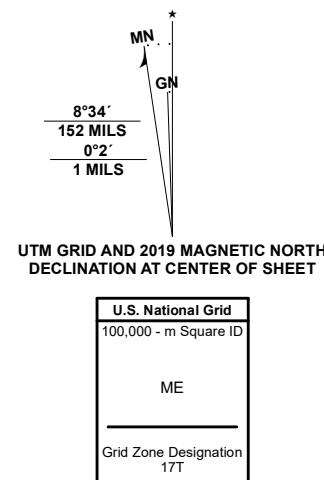 ★
MN
GN
8°34´
152 MILS
0°2´
1 MILS
UTM GRID AND 2019 MAGNETIC NORTH
DECLINATION AT CENTER OF SHEET
U.S. National Grid
100,000 - m Square ID
ME
Grid Zone Designation
17T